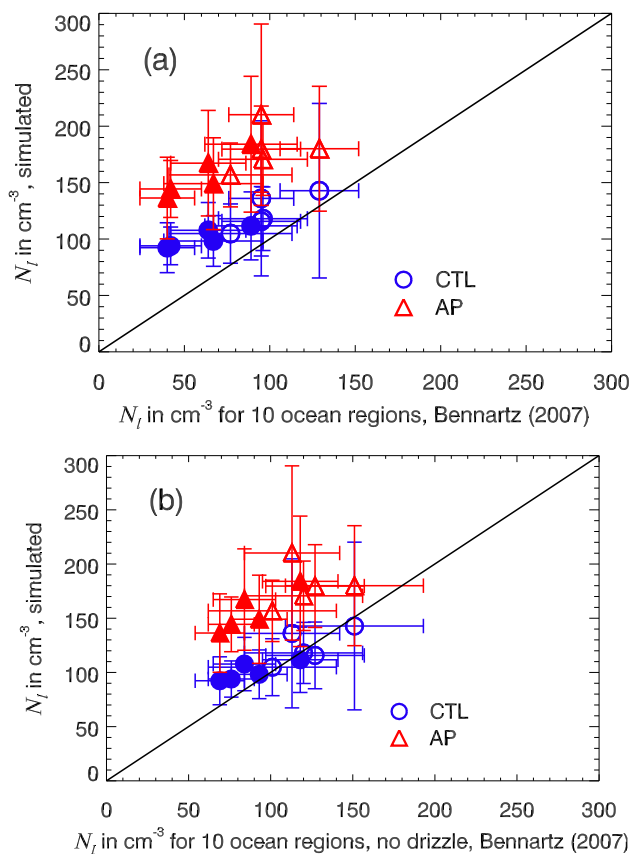 300
(a)
250
200
150
100
50
0
N_l in cm⁻³, simulated
CTL
AP
0 50 100 150 200 250 300
N_l in cm⁻³ for 10 ocean regions, Bennartz (2007)
300
(b)
250
200
150
100
50
0
N_l in cm⁻³, simulated
CTL
AP
0 50 100 150 200 250 300
N_l in cm⁻³ for 10 ocean regions, no drizzle, Bennartz (2007)